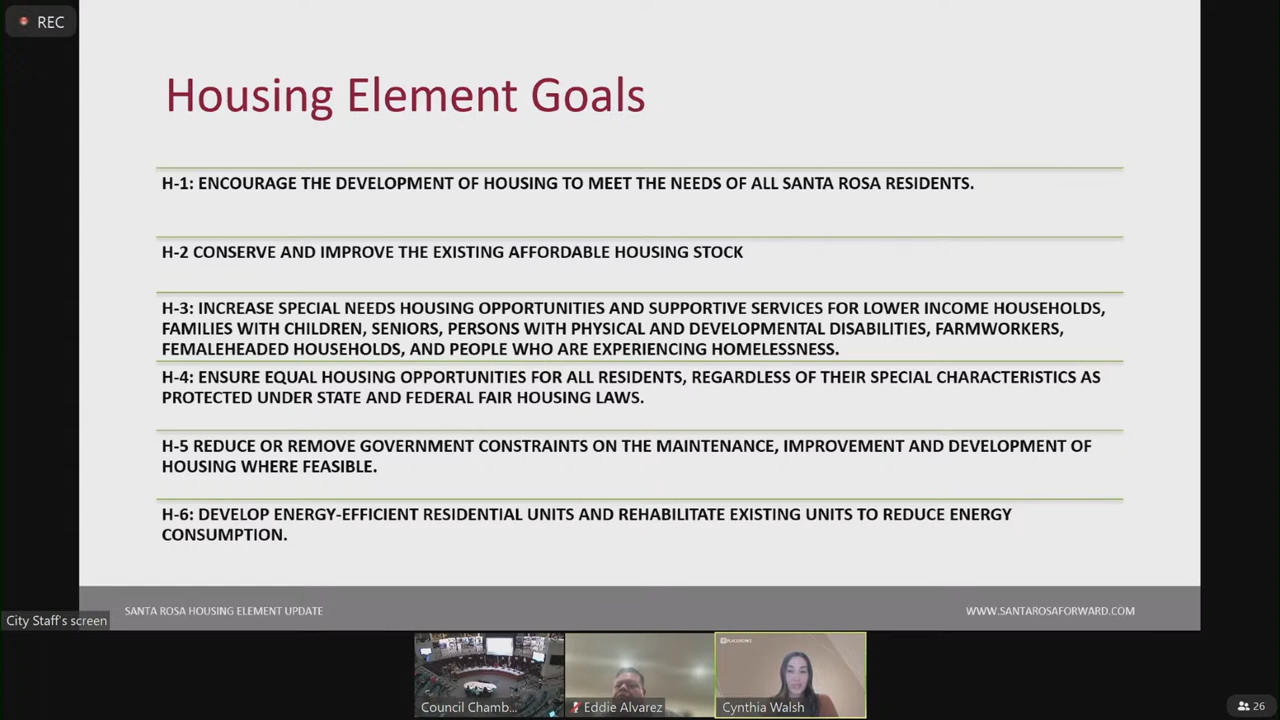 REC
Housing Element Goals
H-1: ENCOURAGE THE DEVELOPMENT OF HOUSING TO MEET THE NEEDS OF ALL SANTA ROSA RESIDENTS.
H-2 CONSERVE AND IMPROVE THE EXISTING AFFORDABLE HOUSING STOCK
H-3: INCREASE SPECIAL NEEDS HOUSING OPPORTUNITIES AND SUPPORTIVE SERVICES FOR LOWER INCOME HOUSEHOLDS,
FAMILIES WITH CHILDREN, SENIORS, PERSONS WITH PHYSICAL AND DEVELOPMENTAL DISABILITIES, FARMWORKERS,
FEMALEHEADED HOUSEHOLDS, AND PEOPLE WHO ARE EXPERIENCING HOMELESSNESS.
H-4: ENSURE EQUAL HOUSING OPPORTUNITIES FOR ALL RESIDENTS, REGARDLESS OF THEIR SPECIAL CHARACTERISTICS AS
PROTECTED UNDER STATE AND FEDERAL FAIR HOUSING LAWS.
H-5 REDUCE OR REMOVE GOVERNMENT CONSTRAINTS ON THE MAINTENANCE, IMPROVEMENT AND DEVELOPMENT OF
HOUSING WHERE FEASIBLE.
H-6: DEVELOP ENERGY-EFFICIENT RESIDENTIAL UNITS AND REHABILITATE EXISTING UNITS TO REDUCE ENERGY
CONSUMPTION.
SANTA ROSA HOUSING ELEMENT UPDATE
WWW.SANTAROSAFORWARD.COM
City Staff's screen
PLACEWORKS
Council Chamb...
Eddie Alvarez
Cynthia Walsh
26